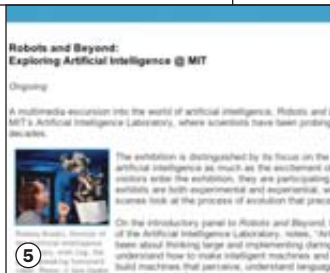 Robots and Beyond:
Exploring Artificial Intelligence @ MIT
Ongoing
A multimedia excursion into the world of artificial intelligence, Robots and
MIT's Artificial Intelligence Laboratory, where scientists have been probing
decades.
The exhibition is distinguished by its focus on the
artificial intelligence as much as the excitement of
visitors enter the exhibition, they are participating
exhibits are both experimental and experiential,
scenes look at the process of evolution that
On the introductory panel to Robots and Beyond,
of the Artificial Intelligence Laboratory, notes,
been about thinking large and implementing
understand how to make intelligent machines and
build machines that perceive, understand
5